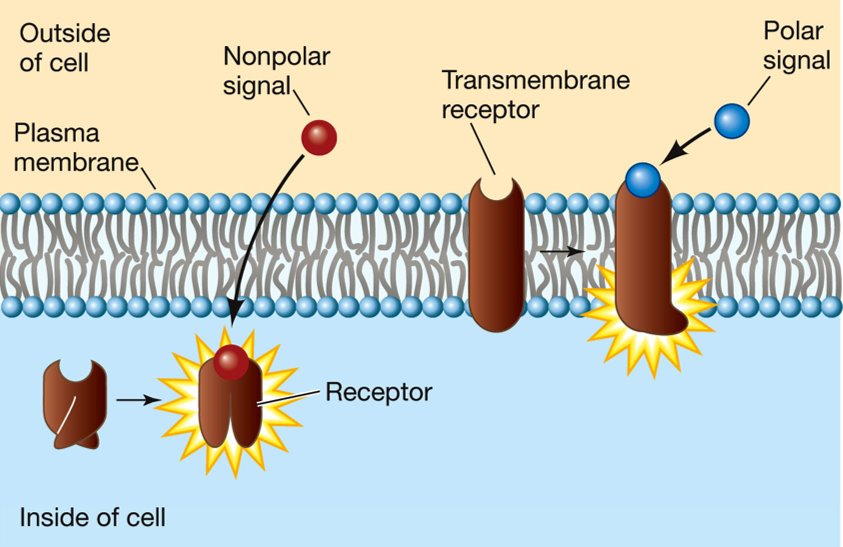 Outside
of cell
Nonpolar
signal
Plasma
membrane
Transmembrane
receptor
Polar
signal
Receptor
Inside of cell